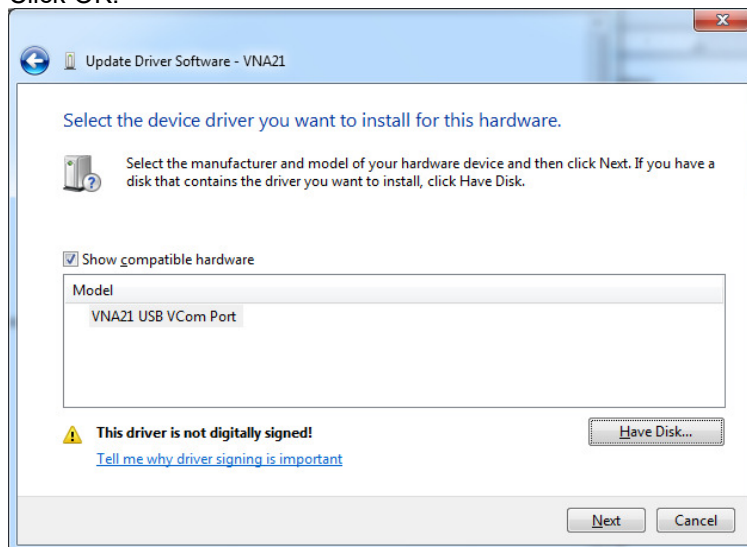 Click OK.
Update Driver Software - VNA21
Select the device driver you want to install for this hardware.
Select the manufacturer and model of your hardware device and then click Next. If you have a
disk that contains the driver you want to install, click Have Disk.
Show compatible hardware
Model
VNA21 USB VCom Port
This driver is not digitally signed!
Have Disk...
Tell me why driver signing is important
Next
Cancel